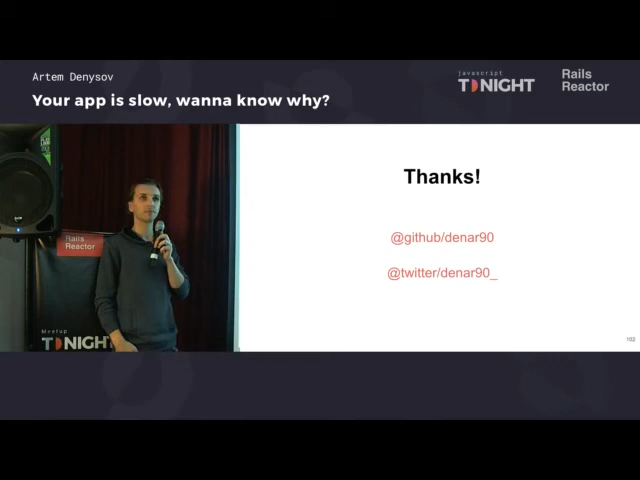 Artem Denysov
Your app is slow, wanna know why?
javascript
TONIGHT
Rails
Reactor
Thanks!
@github/denar90
@twitter/denar90_
102
Rails
Reactor
Meetup
TONIGHT